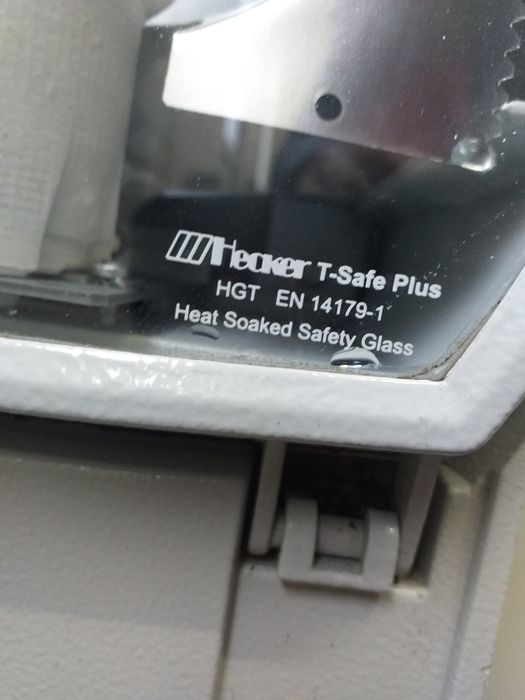 Hecker T-Safe Plus
HGT EN 14179-1
Heat Soaked Safety Glass